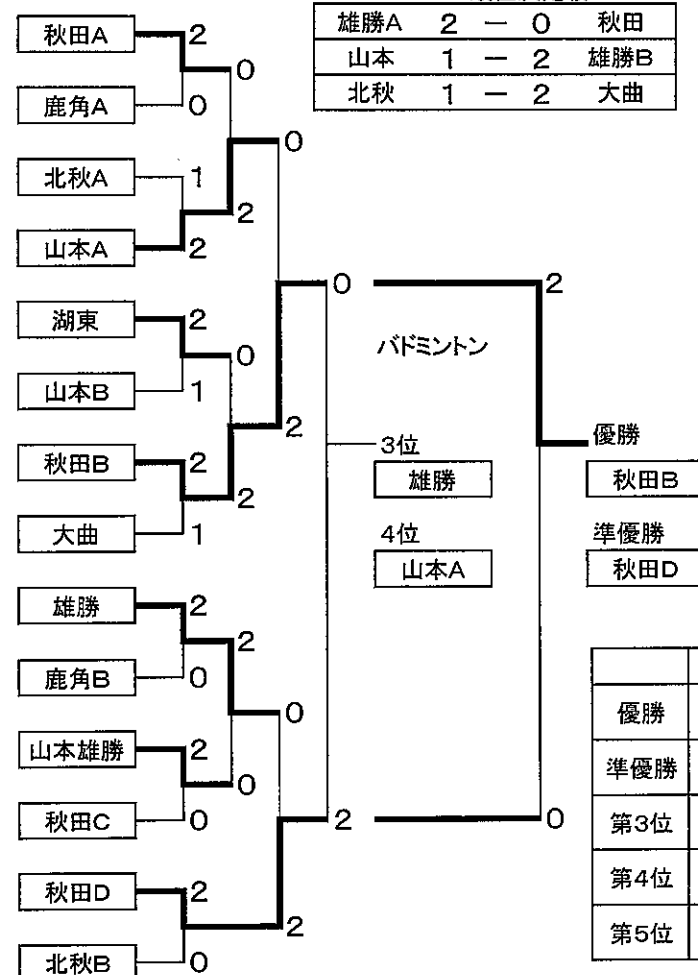 雄勝A 2 － 0 秋田
山本 1 － 2 雄勝B
北秋 1 － 2 大曲
秋田A 2
0
鹿角A 0
0
北秋A 1
2
山本A 2
0 2
湖東 2
バドミントン
0
山本B 1
2
3位 優勝
秋田B 2
雄勝 秋田B
2
大曲 1
4位 準優勝
山本A 秋田D
雄勝 2
2
鹿角B 0
0
優勝
山本雄勝 2
準優勝
0
秋田C 0
2 0
第3位
秋田D 2
第4位
2
第5位
北秋B 0